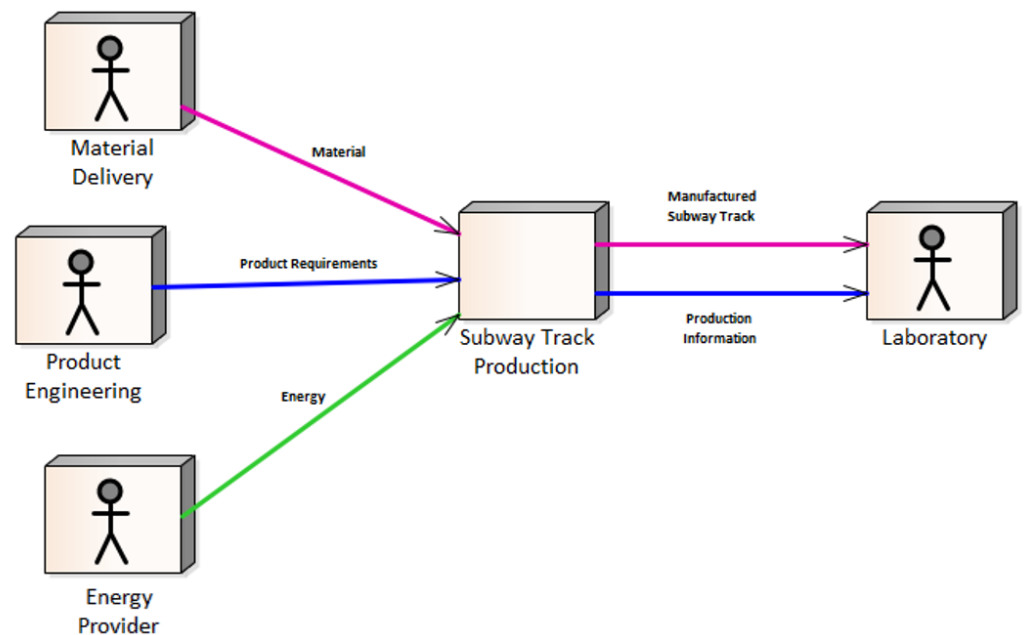 Material
Delivery
Material
Product Requirements
Product
Engineering
Energy
Energy
Provider
Subway Track
Production
Manufactured
Subway Track
Production
Information
Laboratory